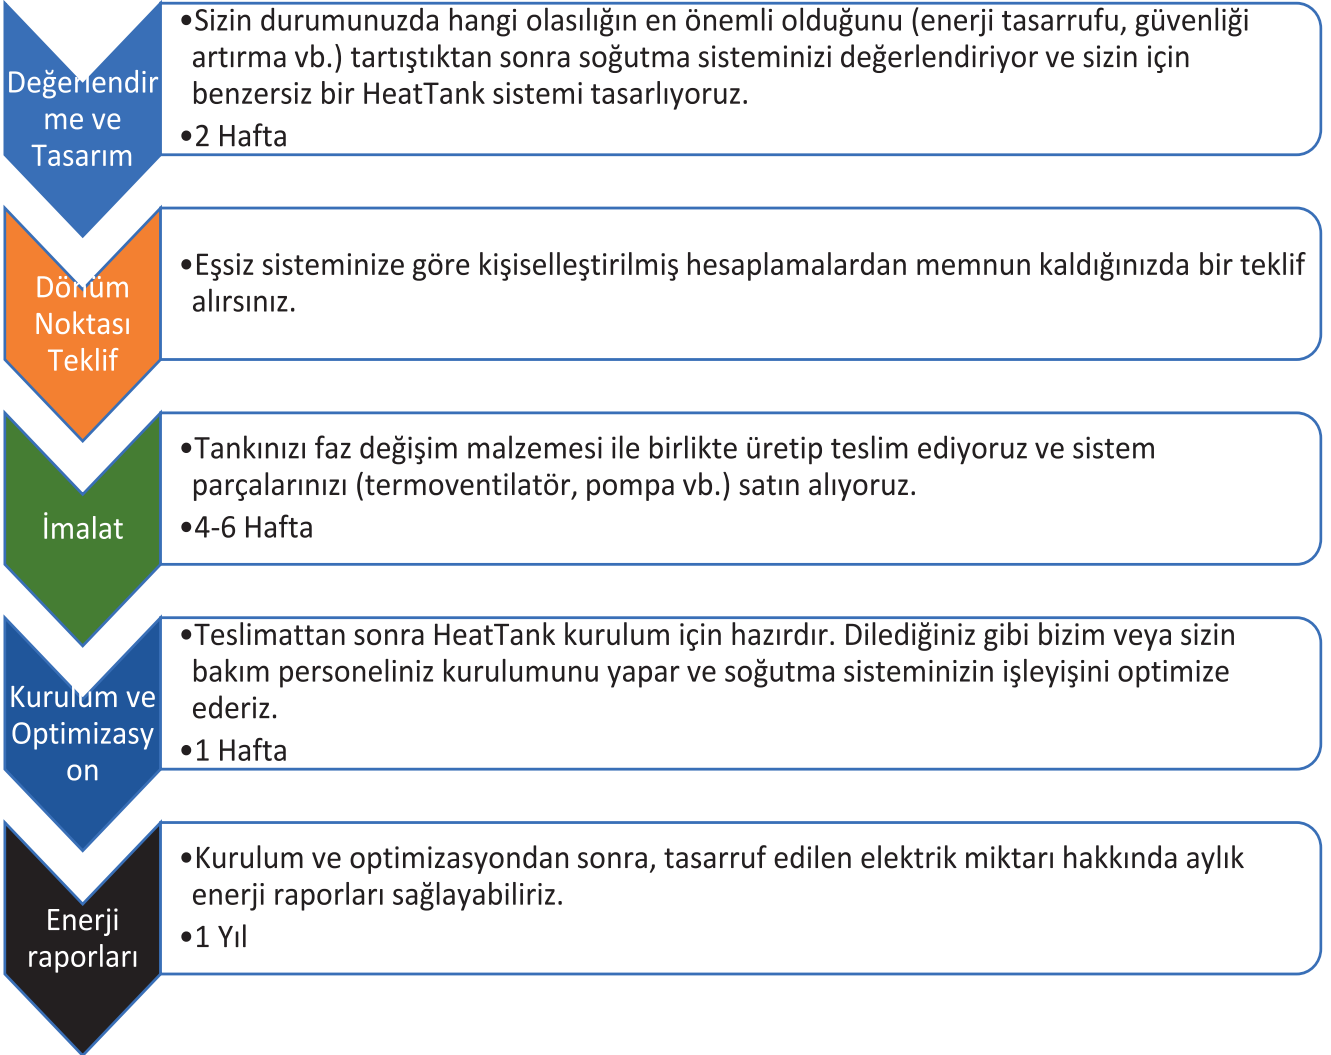 Değerlendir
me ve
Tasarım
•Sizin durumunuzda hangi olasılığın en önemli olduğunu (enerji tasarrufu, güvenliği
artırma vb.) tartıştıktan sonra soğutma sisteminizi değerlendiriyor ve sizin için
benzersiz bir HeatTank sistemi tasarlıyoruz.
•2 Hafta
Dönüm
Noktası
Teklif
•Eşsiz sisteminize göre kişiselleştirilmiş hesaplamalardan memnun kaldığınızda bir teklif
alırsınız.
İmalat
•Tankınızı faz değişim malzemesi ile birlikte üretip teslim ediyoruz ve sistem
parçalarınızı (termoventilatör, pompa vb.) satın alıyoruz.
•4-6 Hafta
Kurulum ve
Optimizasy
on
•Teslimattan sonra HeatTank kurulum için hazırdır. Dilediğiniz gibi bizim veya sizin
bakım personeliniz kurulumunu yapar ve soğutma sisteminizin işleyişini optimize
ederiz.
•1 Hafta
Enerji
raporları
•Kurulum ve optimizasyondan sonra, tasarruf edilen elektrik miktarı hakkında aylık
enerji raporları sağlayabiliriz.
•1 Yıl